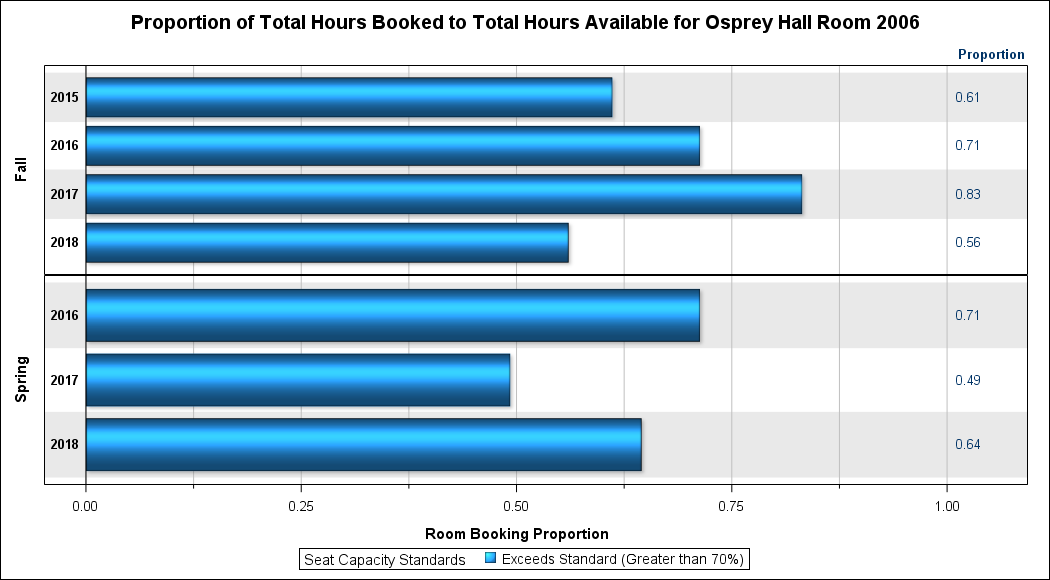 Proportion of Total Hours Booked to Total Hours Available for Osprey Hall Room 2006
Proportion
Fall
2015 0.61
2016 0.71
2017 0.83
2018 0.56
Spring
2016 0.71
2017 0.49
2018 0.64
0.00 0.25 0.50 0.75 1.00
Room Booking Proportion
Seat Capacity Standards Exceeds Standard (Greater than 70%)